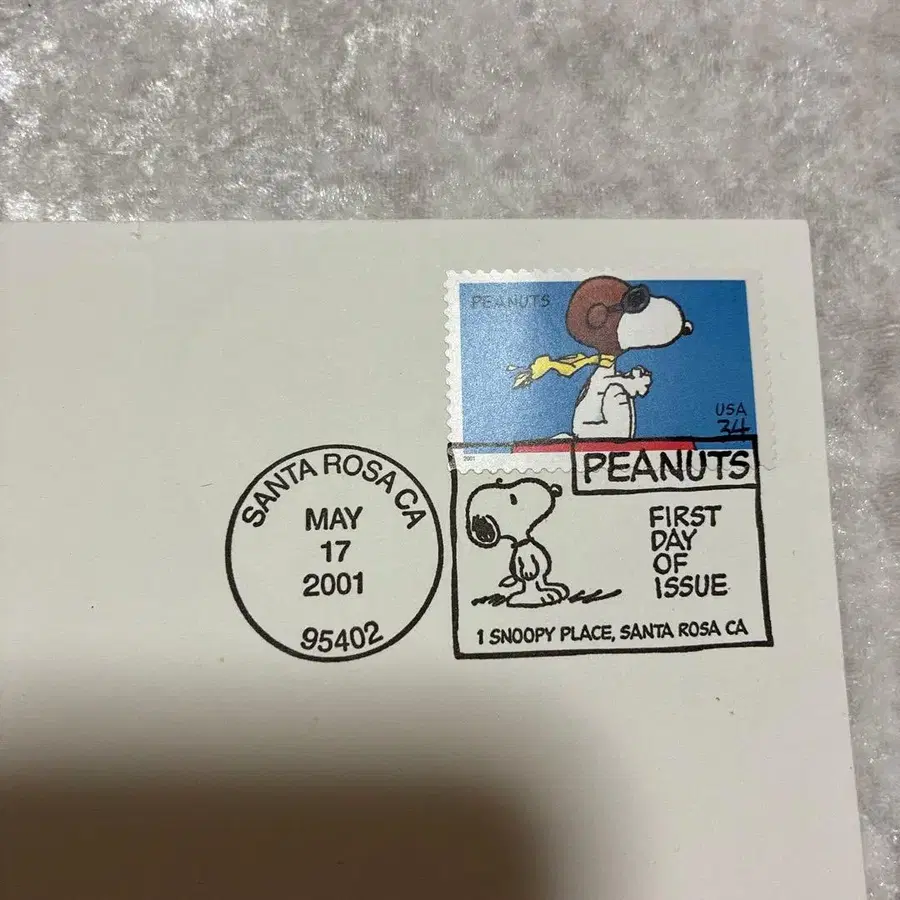 PEANUTS
USA
34
2001
PEANUTS
SANTA ROSA CA
MAY
17
2001
95402
FIRST
DAY
OF
ISSUE
1 SNOOPY PLACE, SANTA ROSA CA